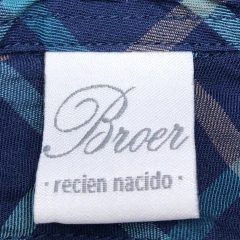 Broer
· recien nacido ·